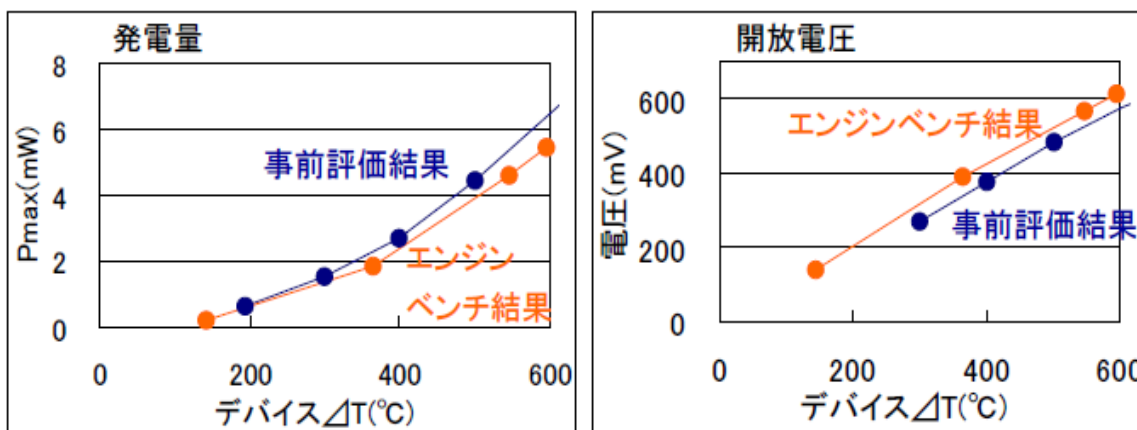 発電量
8
6
4
2
0
Pmax(mW)
事前評価結果
エンジン
ベンチ結果
0 200 400 600
デバイス⊿T(℃)
開放電圧
600
400
200
0
電圧(mV)
エンジンベンチ結果
事前評価結果
0 200 400 600
デバイス⊿T(℃)